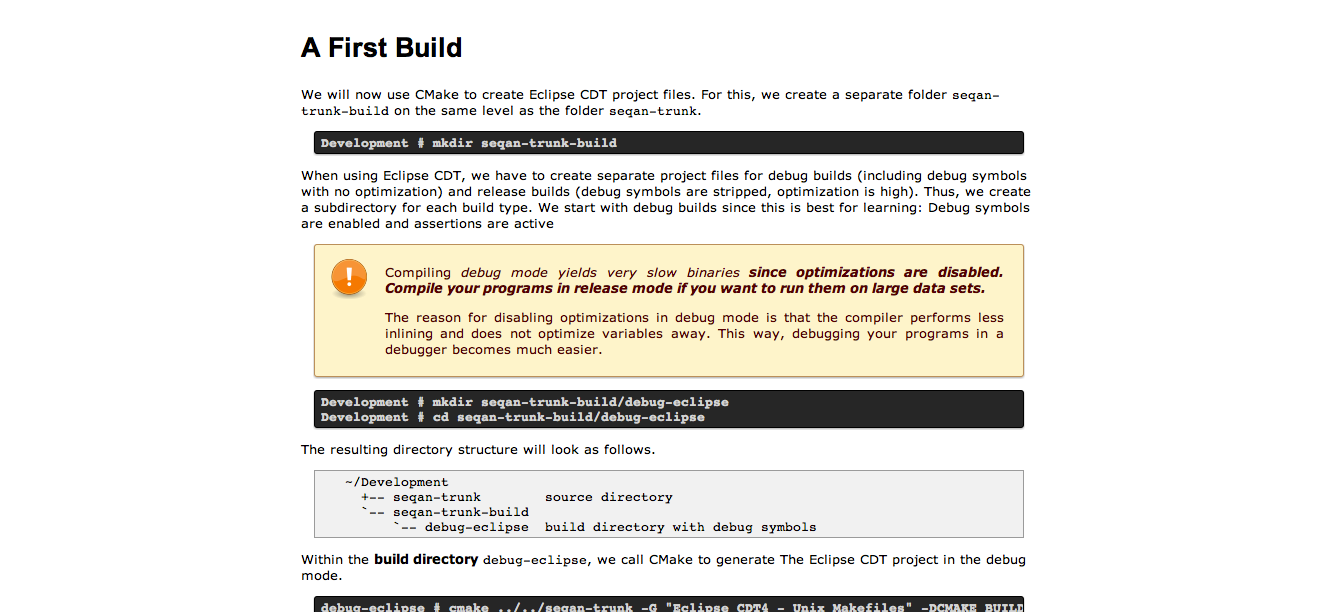 A First Build
We will now use CMake to create Eclipse CDT project files. For this, we create a separate folder seqan-
trunk-build on the same level as the folder seqan-trunk.
Development # mkdir seqan-trunk-build
When using Eclipse CDT, we have to create separate project files for debug builds (including debug symbols
with no optimization) and release builds (debug symbols are stripped, optimization is high). Thus, we create
a subdirectory for each build type. We start with debug builds since this is best for learning: Debug symbols
are enabled and assertions are active
Compiling debug mode yields very slow binaries since optimizations are disabled.
Compile your programs in release mode if you want to run them on large data sets.
The reason for disabling optimizations in debug mode is that the compiler performs less
inlining and does not optimize variables away. This way, debugging your programs in a
debugger becomes much easier.
Development # mkdir seqan-trunk-build/debug-eclipse
Development # cd seqan-trunk-build/debug-eclipse
The resulting directory structure will look as follows.
~/Development
+-- seqan-trunk        source directory
`-- seqan-trunk-build
`-- debug-eclipse  build directory with debug symbols
Within the build directory debug-eclipse, we call CMake to generate The Eclipse CDT project in the debug
mode.
debug-eclipse # cmake ../../seqan-trunk -G "Eclipse CDT4 - Unix Makefiles" -DCMAKE_BUILD